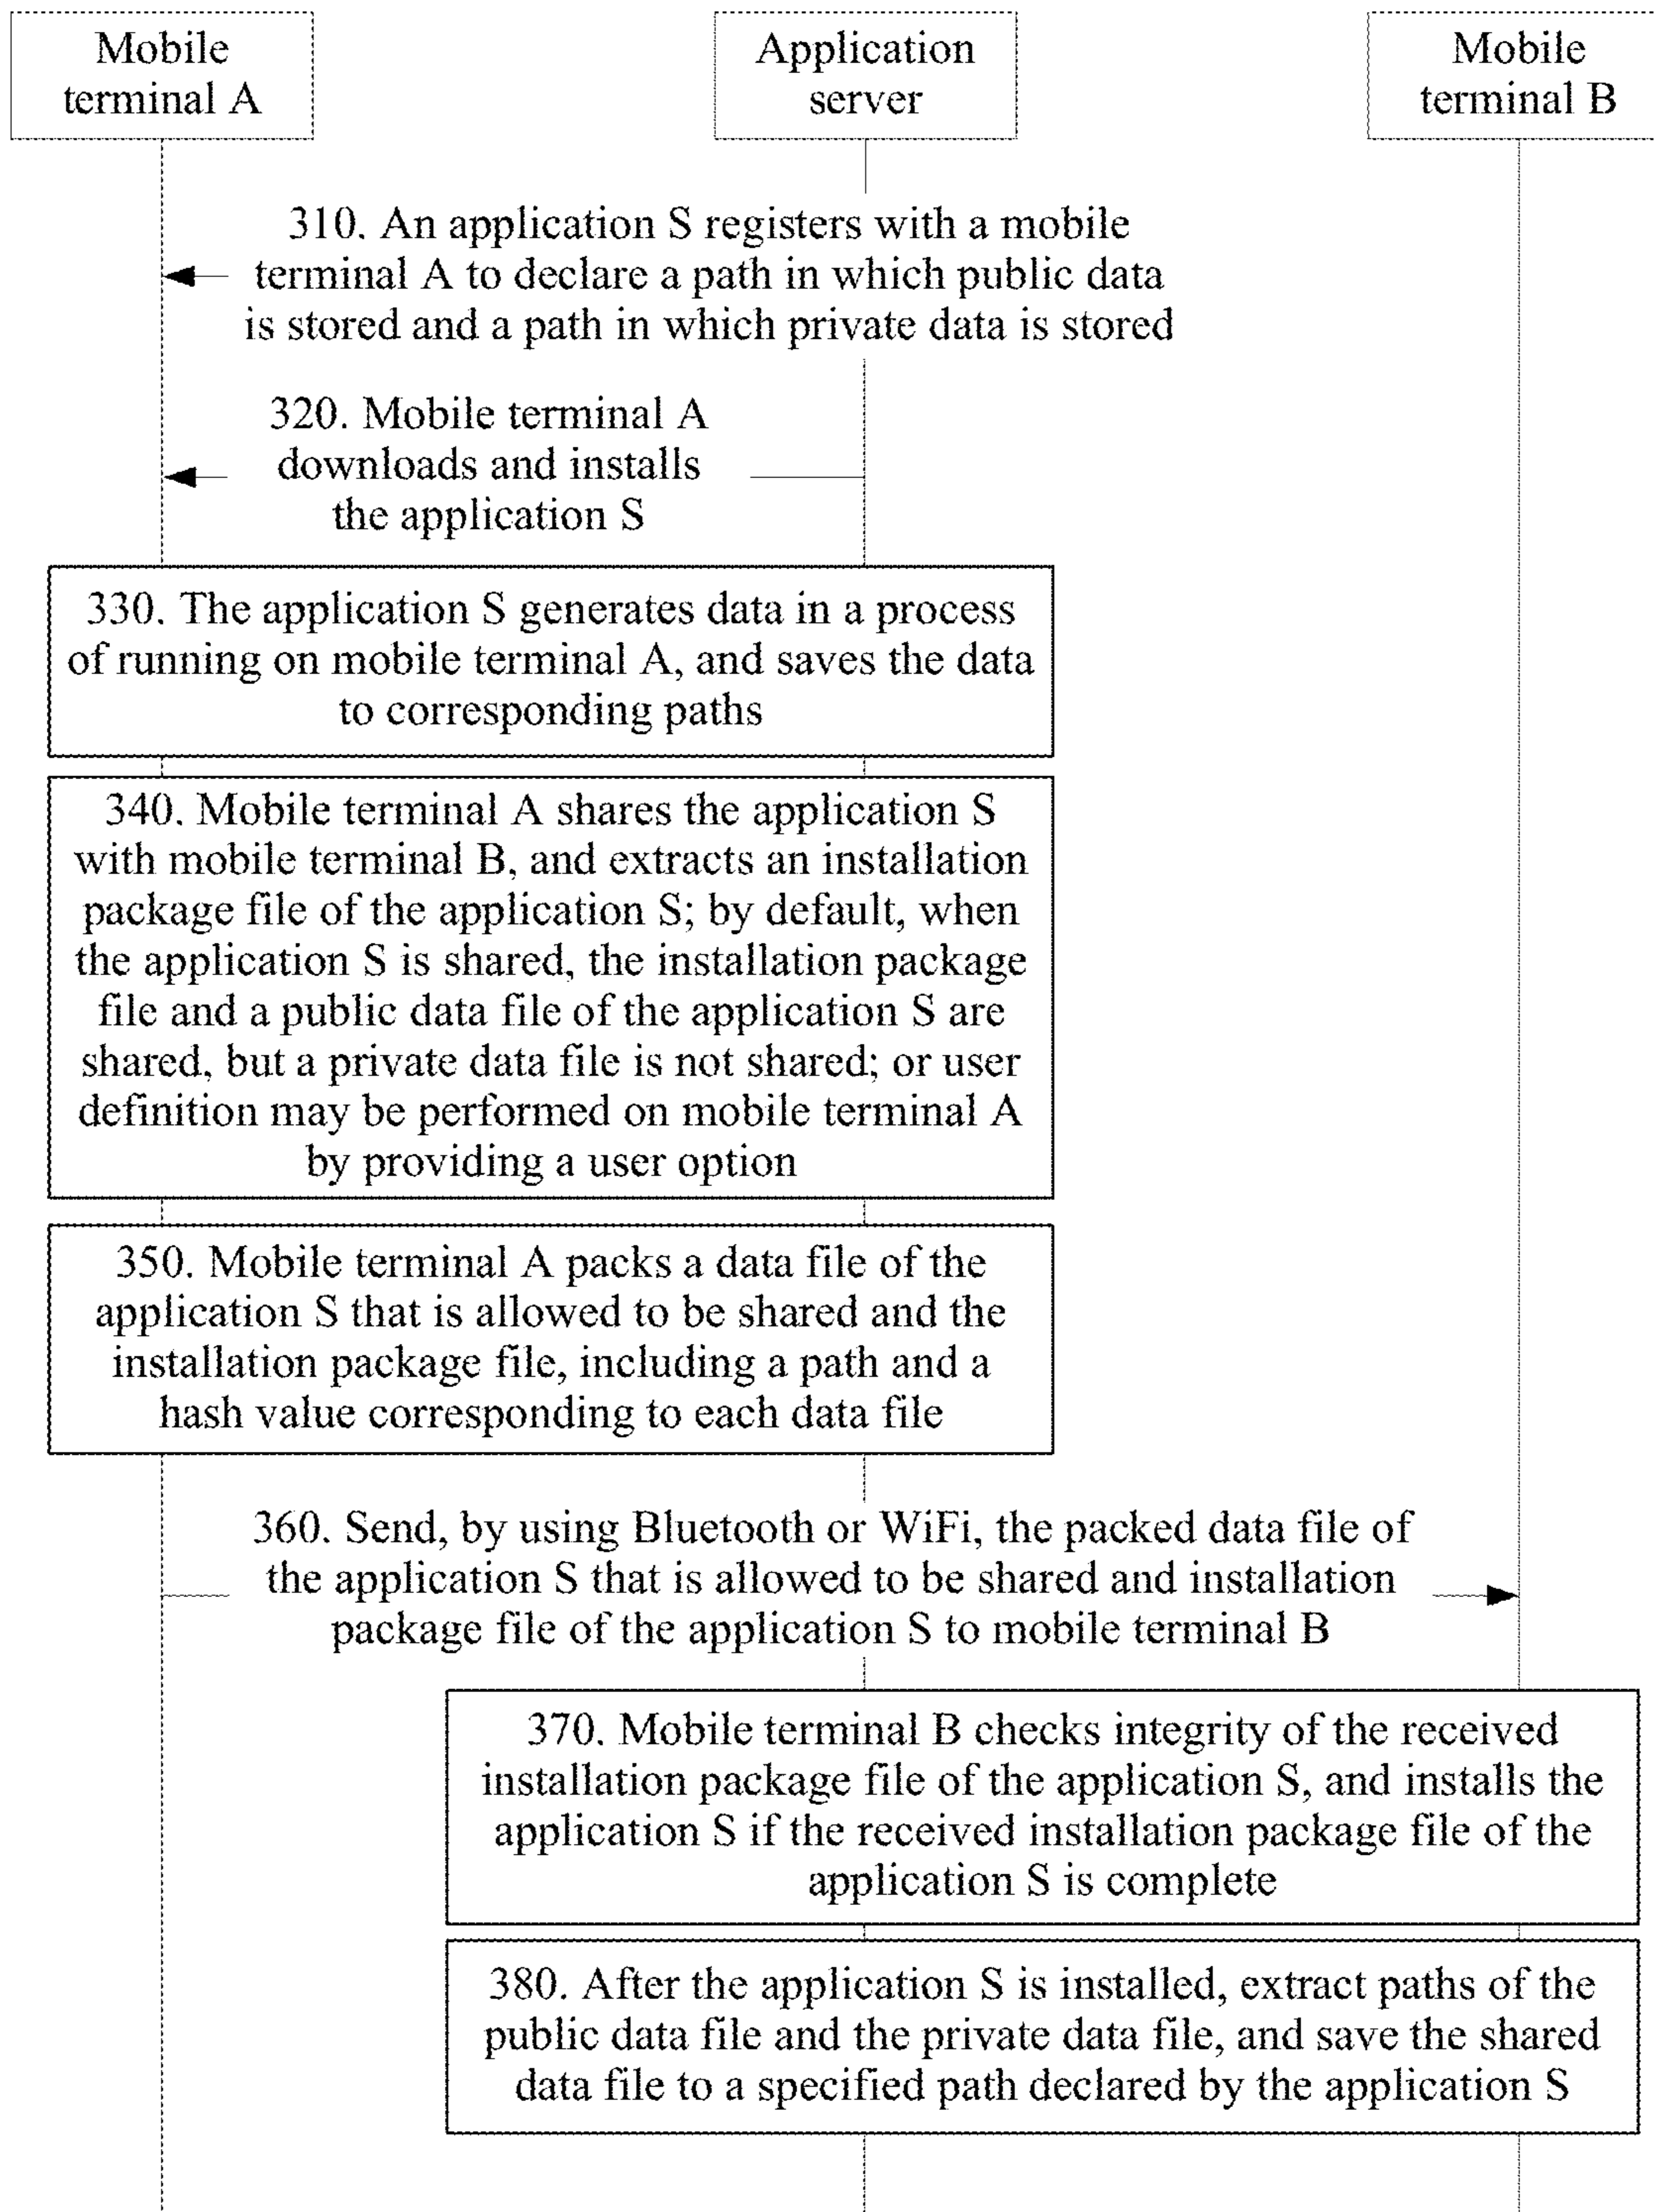 Mobile
terminal A
Application
server
Mobile
terminal B
310. An application S registers with a mobile
terminal A to declare a path in which public data
is stored and a path in which private data is stored
320. Mobile terminal A
downloads and installs
the application S
330. The application S generates data in a process
of running on mobile terminal A, and saves the data
to corresponding paths
340. Mobile terminal A shares the application S
with mobile terminal B, and extracts an installation
package file of the application S; by default, when
the application S is shared, the installation package
file and a public data file of the application S are
shared, but a private data file is not shared; or user
definition may be performed on mobile terminal A
by providing a user option
350. Mobile terminal A packs a data file of the
application S that is allowed to be shared and the
installation package file, including a path and a
hash value corresponding to each data file
360. Send, by using Bluetooth or WiFi, the packed data file of
the application S that is allowed to be shared and installation
package file of the application S to mobile terminal B
370. Mobile terminal B checks integrity of the received
installation package file of the application S, and installs the
application S if the received installation package file of the
application S is complete
380. After the application S is installed, extract paths of the
public data file and the private data file, and save the shared
data file to a specified path declared by the application S